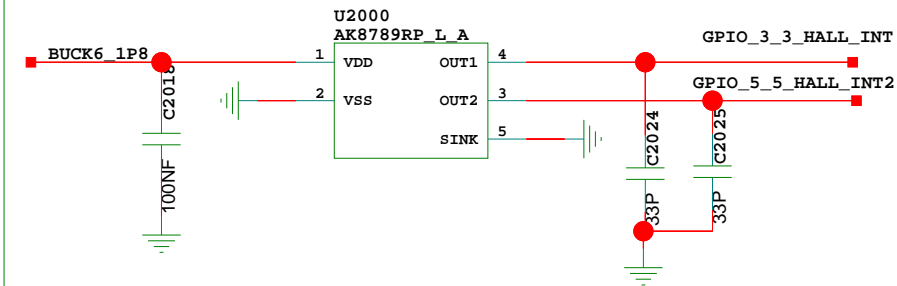 U2000
AK8789RP_L_A
BUCK6_1P8
1
VDD
OUT1
4
GPIO_3_3_HALL_INT
2
VSS
OUT2
3
GPIO_5_5_HALL_INT2
SINK
5
C2018
100NF
C2024
33P
C2025
33P